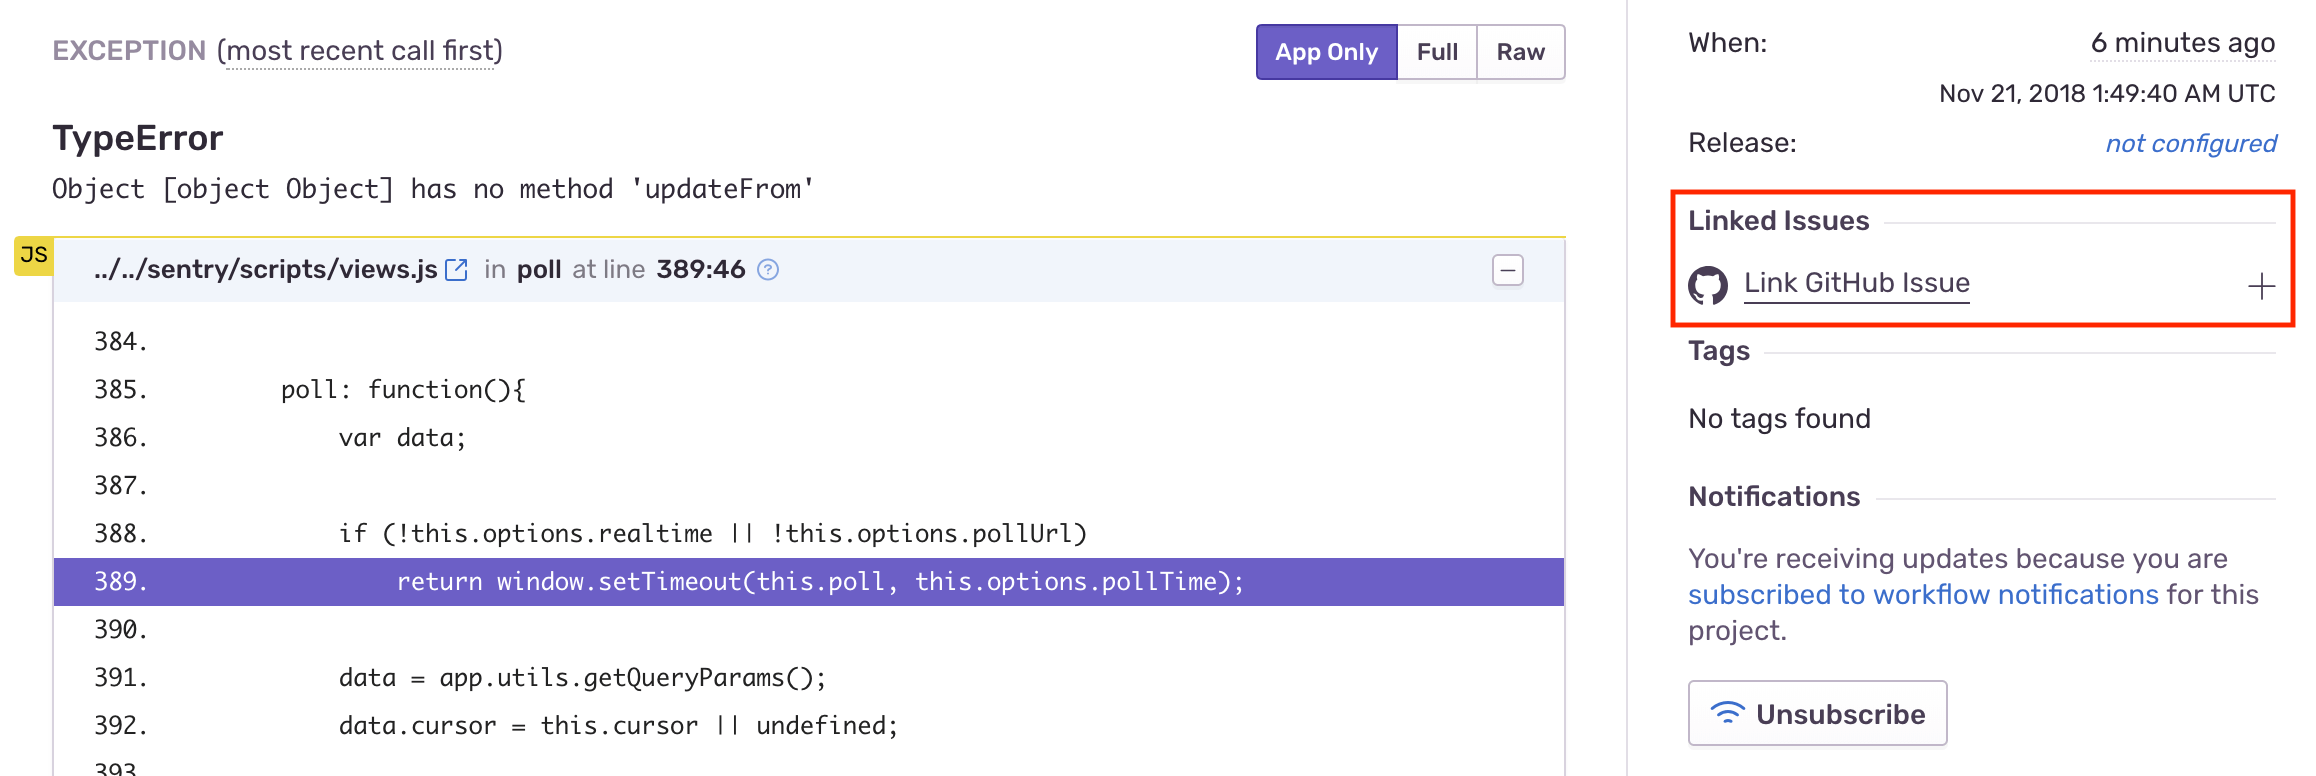 EXCEPTION (most recent call first)
App Only Full Raw
TypeError
Object [object Object] has no method 'updateFrom'
JS
../../sentry/scripts/views.js in poll at line 389:46 ?
384.
385. poll: function(){
386. var data;
387.
388. if (!this.options.realtime || !this.options.pollUrl)
389. return window.setTimeout(this.poll, this.options.pollTime);
390.
391. data = app.utils.getQueryParams();
392. data.cursor = this.cursor || undefined;
393.
When: 6 minutes ago
Nov 21, 2018 1:49:40 AM UTC
Release: not configured
Linked Issues
Link GitHub Issue
Tags
No tags found
Notifications
You're receiving updates because you are
subscribed to workflow notifications for this
project.
Unsubscribe